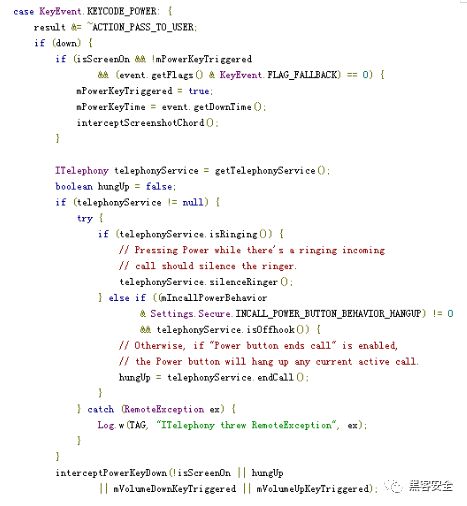 case KeyEvent.KEYCODE_POWER: {
    result &= ~ACTION_PASS_TO_USER;
    if (down) {
        if (isScreenOn && !mPowerKeyTriggered
                && (event.getFlags() & KeyEvent.FLAG_FALLBACK) == 0) {
            mPowerKeyTriggered = true;
            mPowerKeyTime = event.getDownTime();
            interceptScreenshotChord();
        }
        ITelephony telephonyService = getTelephonyService();
        boolean hungUp = false;
        if (telephonyService != null) {
            try {
                if (telephonyService.isRinging()) {
                    // Pressing Power while there's a ringing incoming
                    // call should silence the ringer.
                    telephonyService.silenceRinger();
                } else if ((mIncallPowerBehavior
                        & Settings.Secure.INCALL_POWER_BUTTON_BEHAVIOR_HANGUP) != 0
                        && telephonyService.isOffhook()) {
                    // Otherwise, if "Power button ends call" is enabled,
                    // the Power button will hang up any current active call.
                    hungUp = telephonyService.endCall();
                }
            } catch (RemoteException ex) {
                Log.w(TAG, "ITelephony threw RemoteException", ex);
            }
        }
        interceptPowerKeyDown(!isScreenOn || hungUp
                || mVolumeDownKeyTriggered || mVolumeUpKeyTriggered);
黑客安全